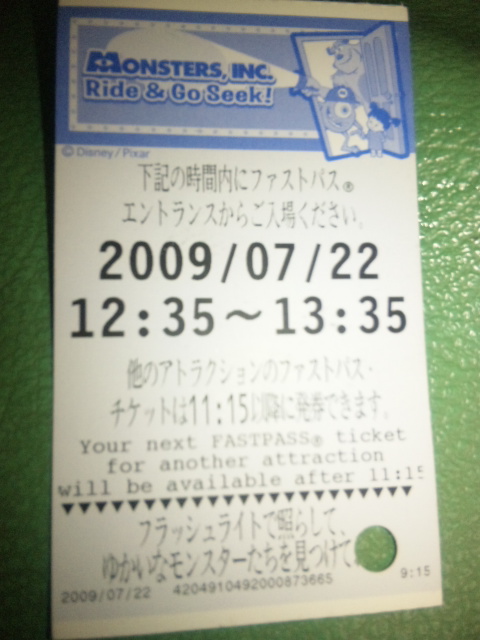 MONSTERS, INC.
Ride & Go Seek!
©Disney/Pixar
下記の時間内にファストパス®
エントランスからご入場ください。
2009/07/22
12:35〜13:35
他のアトラクションのファストパス・
チケットは11:15以降に発券できます。
Your next FASTPASS® ticket
for another attraction
will be available after 11:15
▼▼▼▼▼▼▼▼▼▼▼▼▼▼▼▼▼▼▼▼▼▼▼▼▼▼
フラッシュライトで照らして、
ゆかいなモンスターたちを見つけて。
2009/07/22 4204910492000873665 9:15